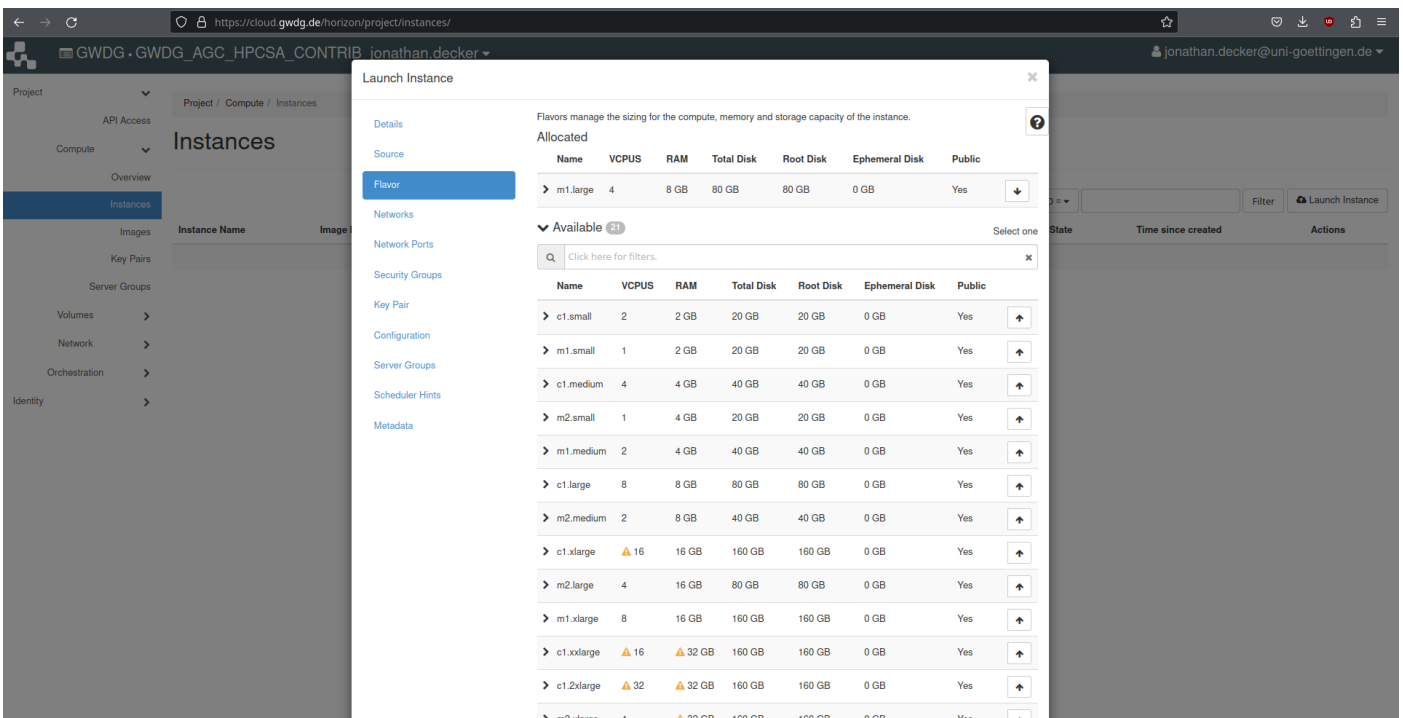 https://cloud.gwdg.de/horizon/project/instances/
GWDG • GWDG_AGC_HPCSA_CONTRIB_jonathan.decker
jonathan.decker@uni-goettingen.de
Project
API Access
Compute
Overview
Instances
Images
Key Pairs
Server Groups
Volumes
Network
Orchestration
Identity
Project / Compute / Instances
Instances
Filter
Launch Instance
Instance Name
State
Time since created
Actions
Launch Instance
Details
Source
Flavor
Networks
Network Ports
Security Groups
Key Pair
Configuration
Server Groups
Scheduler Hints
Metadata
Flavors manage the sizing for the compute, memory and storage capacity of the instance.
Allocated
Name VCPUS RAM Total Disk Root Disk Ephemeral Disk Public
m1.large 4 8 GB 80 GB 80 GB 0 GB Yes
Available 21
Select one
Click here for filters.
Name VCPUS RAM Total Disk Root Disk Ephemeral Disk Public
c1.small 2 2 GB 20 GB 20 GB 0 GB Yes
m1.small 1 2 GB 20 GB 20 GB 0 GB Yes
c1.medium 4 4 GB 40 GB 40 GB 0 GB Yes
m2.small 1 4 GB 20 GB 20 GB 0 GB Yes
m1.medium 2 4 GB 40 GB 40 GB 0 GB Yes
c1.large 8 8 GB 80 GB 80 GB 0 GB Yes
m2.medium 2 8 GB 40 GB 40 GB 0 GB Yes
c1.xlarge 16 16 GB 160 GB 160 GB 0 GB Yes
m2.large 4 16 GB 80 GB 80 GB 0 GB Yes
m1.xlarge 8 16 GB 160 GB 160 GB 0 GB Yes
c1.xxlarge 16 32 GB 160 GB 160 GB 0 GB Yes
c1.2xlarge 32 32 GB 160 GB 160 GB 0 GB Yes